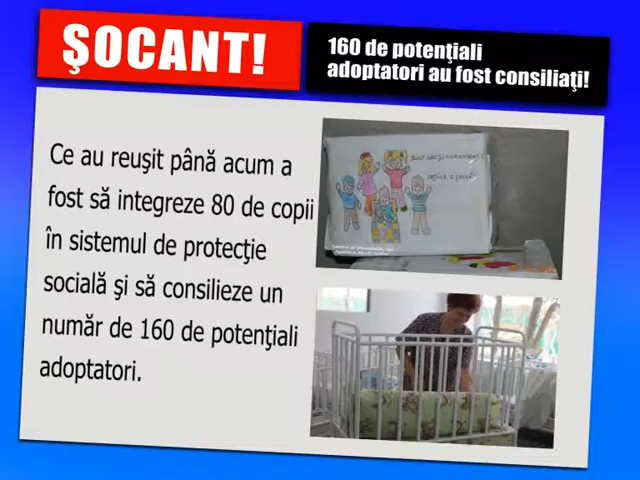 ŞOCANT!
160 de potenţiali
adoptatori au fost consiliaţi!
Ce au reuşit până acum a
fost să integreze 80 de copii
în sistemul de protecţie
socială şi să consilieze un
număr de 160 de potenţiali
adoptatori.